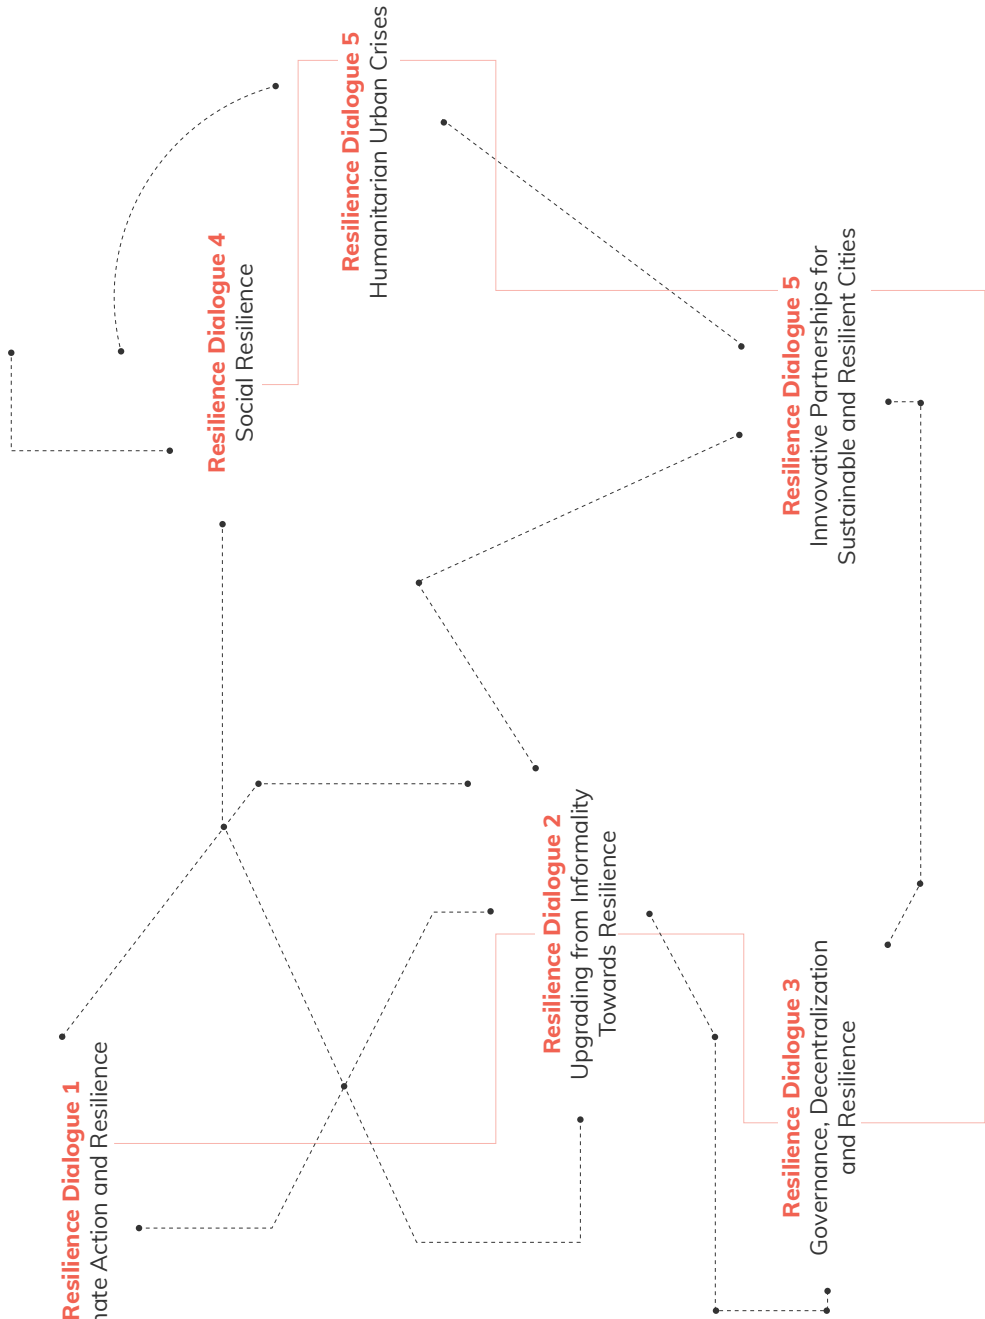 Resilience Dialogue 1
Action and Resilience
Resilience Dialogue 4
Social Resilience
Resilience Dialogue 5
Humanitarian Urban Crises
Resilience Dialogue 2
Upgrading from Informality
Towards Resilience
Resilience Dialogue 5
Innvovative Partnerships for
Sustainable and Resilient Cities
Resilience Dialogue 3
Governance, Decentralization
and Resilience